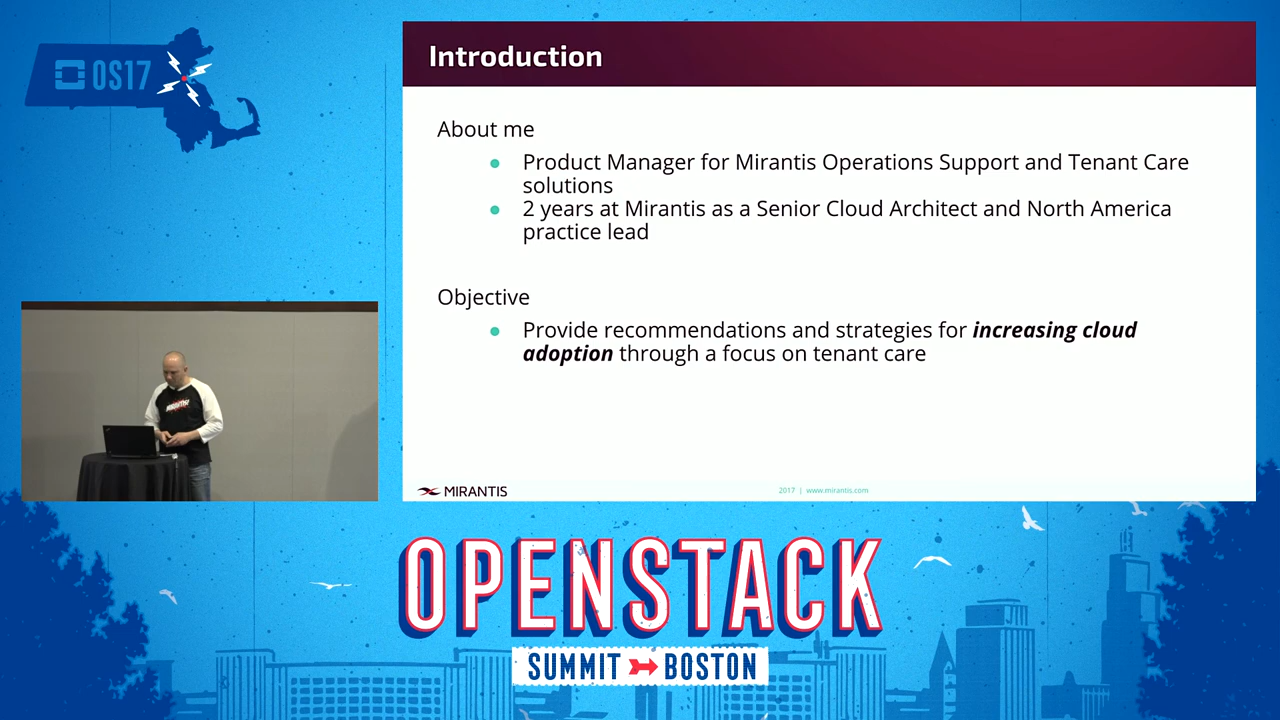 OS17
Introduction
About me
Product Manager for Mirantis Operations Support and Tenant Care
solutions
2 years at Mirantis as a Senior Cloud Architect and North America
practice lead
Objective
Provide recommendations and strategies for increasing cloud
adoption through a focus on tenant care
MIRANTIS
2017 | www.mirantis.com
MIRANTIS
OPENSTACK
SUMMIT BOSTON